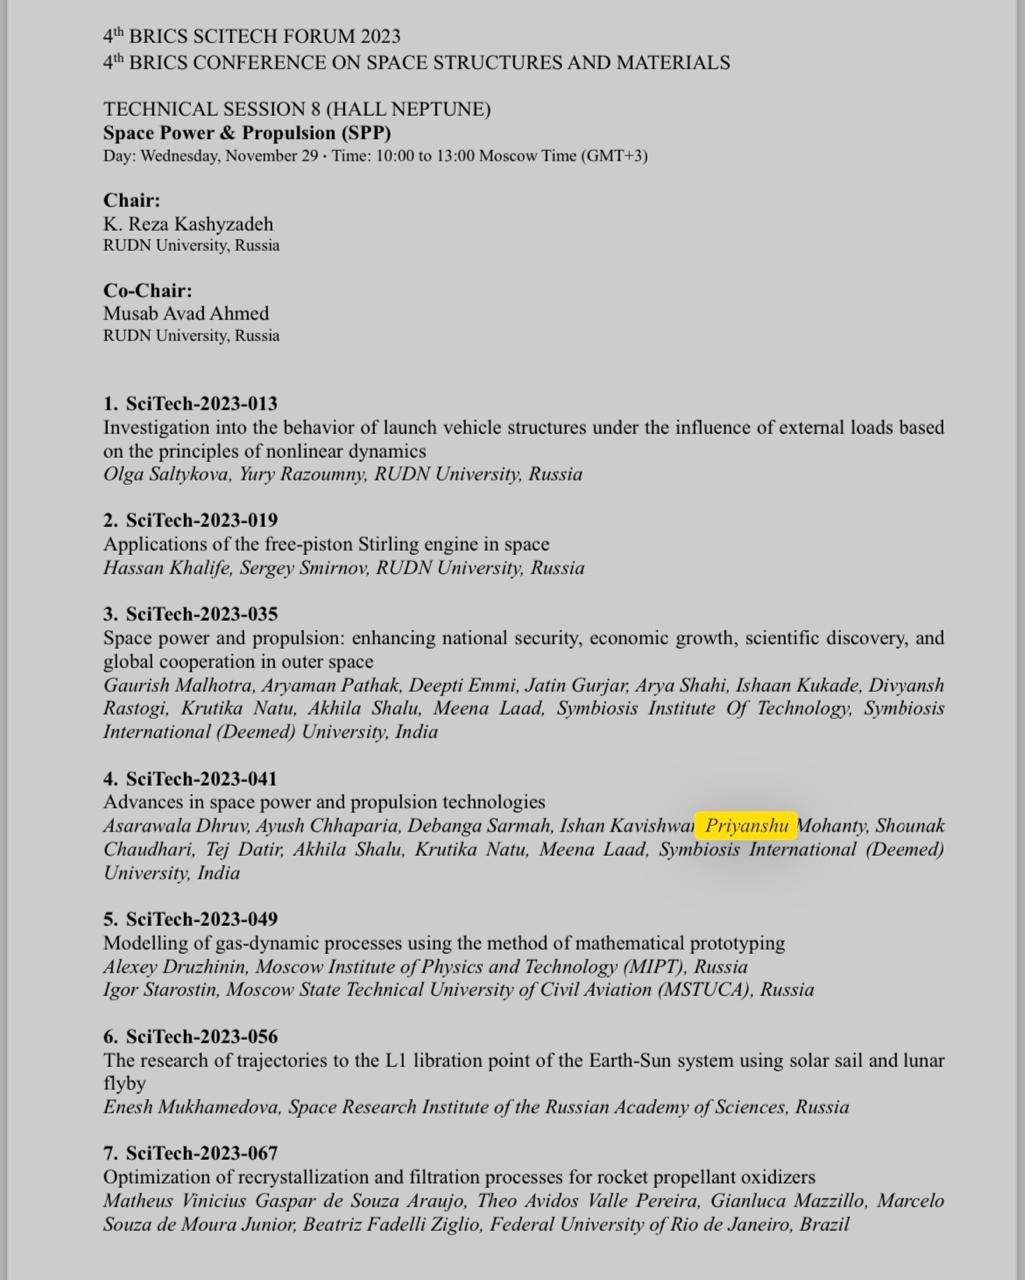 4th BRICS SCITECH FORUM 2023
4th BRICS CONFERENCE ON SPACE STRUCTURES AND MATERIALS
TECHNICAL SESSION 8 (HALL NEPTUNE)
Space Power & Propulsion (SPP)
Day: Wednesday, November 29 · Time: 10:00 to 13:00 Moscow Time (GMT+3)
Chair:
K. Reza Kashyzadeh
RUDN University, Russia
Co-Chair:
Musab Avad Ahmed
RUDN University, Russia
1. SciTech-2023-013
Investigation into the behavior of launch vehicle structures under the influence of external loads based
on the principles of nonlinear dynamics
Olga Saltykova, Yury Razoumny, RUDN University, Russia
2. SciTech-2023-019
Applications of the free-piston Stirling engine in space
Hassan Khalife, Sergey Smirnov, RUDN University, Russia
3. SciTech-2023-035
Space power and propulsion: enhancing national security, economic growth, scientific discovery, and
global cooperation in outer space
Gaurish Malhotra, Aryaman Pathak, Deepti Emmi, Jatin Gurjar, Arya Shahi, Ishaan Kukade, Divyansh
Rastogi, Krutika Natu, Akhila Shalu, Meena Laad, Symbiosis Institute Of Technology, Symbiosis
International (Deemed) University, India
4. SciTech-2023-041
Advances in space power and propulsion technologies
Asarawala Dhruv, Ayush Chhaparia, Debanga Sarmah, Ishan Kavishwar Priyanshu Mohanty, Shounak
Chaudhari, Tej Datir, Akhila Shalu, Krutika Natu, Meena Laad, Symbiosis International (Deemed)
University, India
5. SciTech-2023-049
Modelling of gas-dynamic processes using the method of mathematical prototyping
Alexey Druzhinin, Moscow Institute of Physics and Technology (MIPT), Russia
Igor Starostin, Moscow State Technical University of Civil Aviation (MSTUCA), Russia
6. SciTech-2023-056
The research of trajectories to the L1 libration point of the Earth-Sun system using solar sail and lunar
flyby
Enesh Mukhamedova, Space Research Institute of the Russian Academy of Sciences, Russia
7. SciTech-2023-067
Optimization of recrystallization and filtration processes for rocket propellant oxidizers
Matheus Vinicius Gaspar de Souza Araujo, Theo Avidos Valle Pereira, Gianluca Mazzillo, Marcelo
Souza de Moura Junior, Beatriz Fadelli Ziglio, Federal University of Rio de Janeiro, Brazil